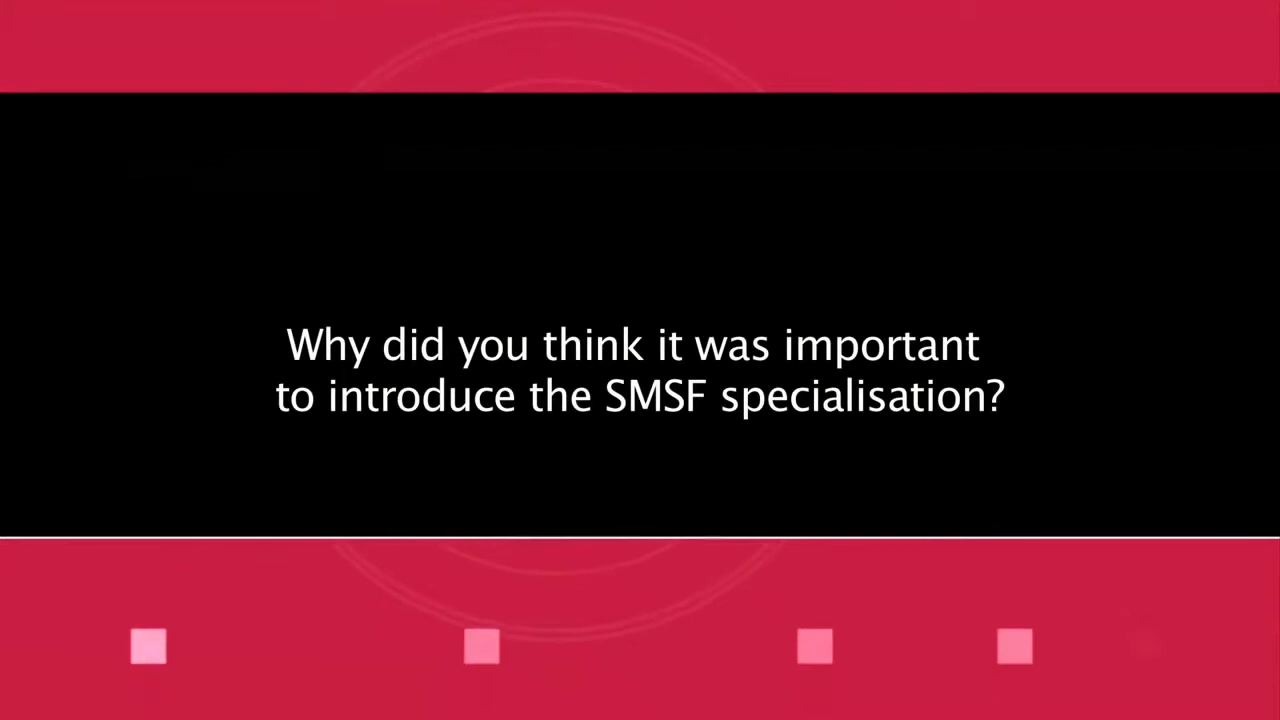 Why did you think it was important
to introduce the SMSF specialisation?